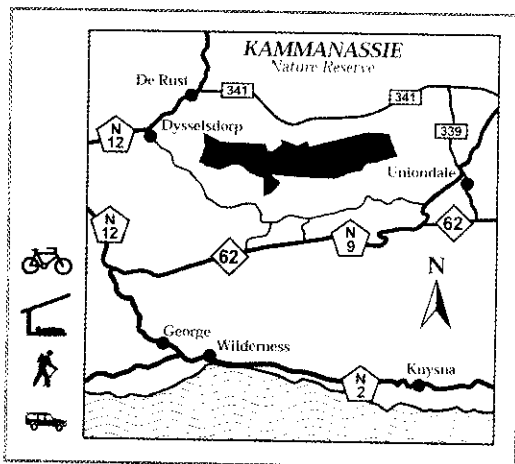 KAMMANASSIE
Nature Reserve
De Rust
341
341
N
12
Dysselsdorp
339
Uniondale
N
12
62
N
9
62
N
George
Wilderness
N
2
Knysna